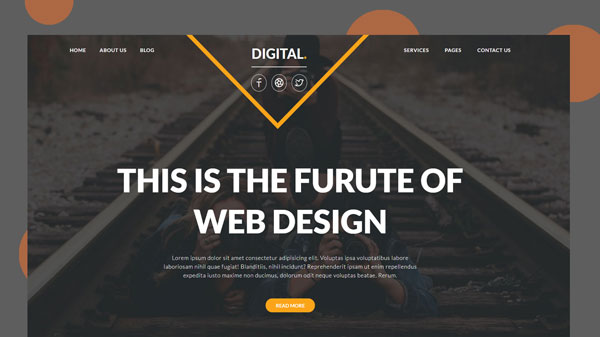 HOME ABOUT US BLOG DIGITAL. SERVICES PAGES CONTACT US
THIS IS THE FURUTE OF
WEB DESIGN
Lorem ipsum dolor sit amet consectetur adipisicing elit. Voluptas ipsa voluptatibus labore
laboriosam nihil quae fugiat! Blanditiis, nihil incidunt! Reprehenderit ipsam ut enim repellendus
expedita iusto maxime non ducimus, dolorum odit voluptas beatae. Rerum.
READ MORE